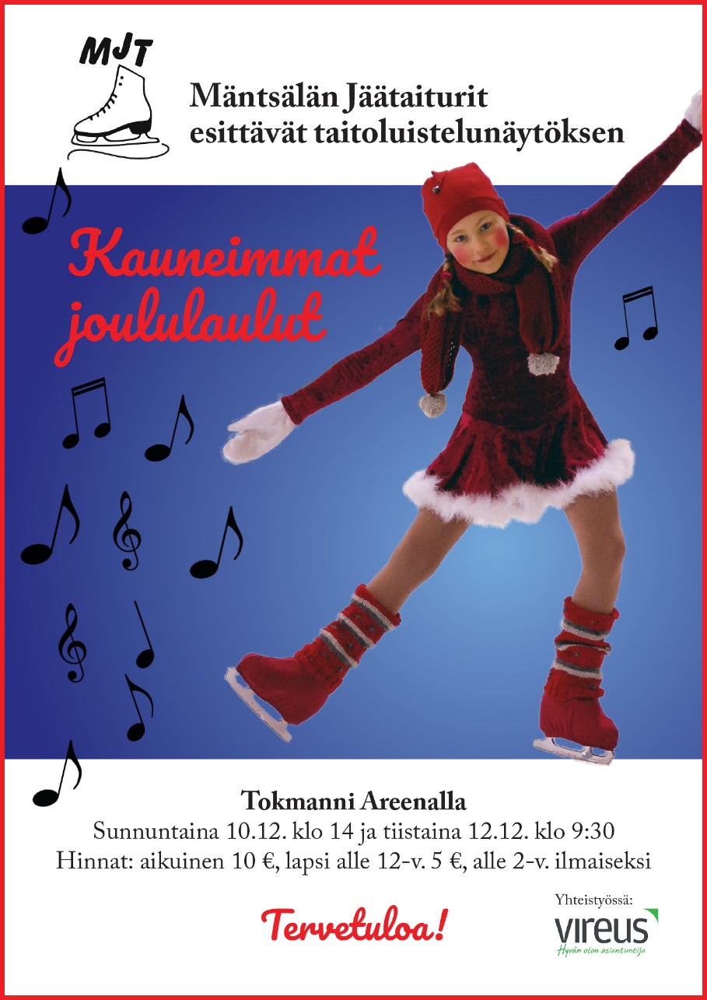 MJT
Mäntsälän Jäätaiturit
esittävät taitoluistelunäytöksen
Kauneimmat
joululaulut
Tokmanni Areenalla
Sunnuntaina 10.12. klo 14 ja tiistaina 12.12. klo 9:30
Hinnat: aikuinen 10 €, lapsi alle 12-v. 5 €, alle 2-v. ilmaiseksi
Tervetuloa!
Yhteistyössä:
vireus
Hyvän olon asiantuntija